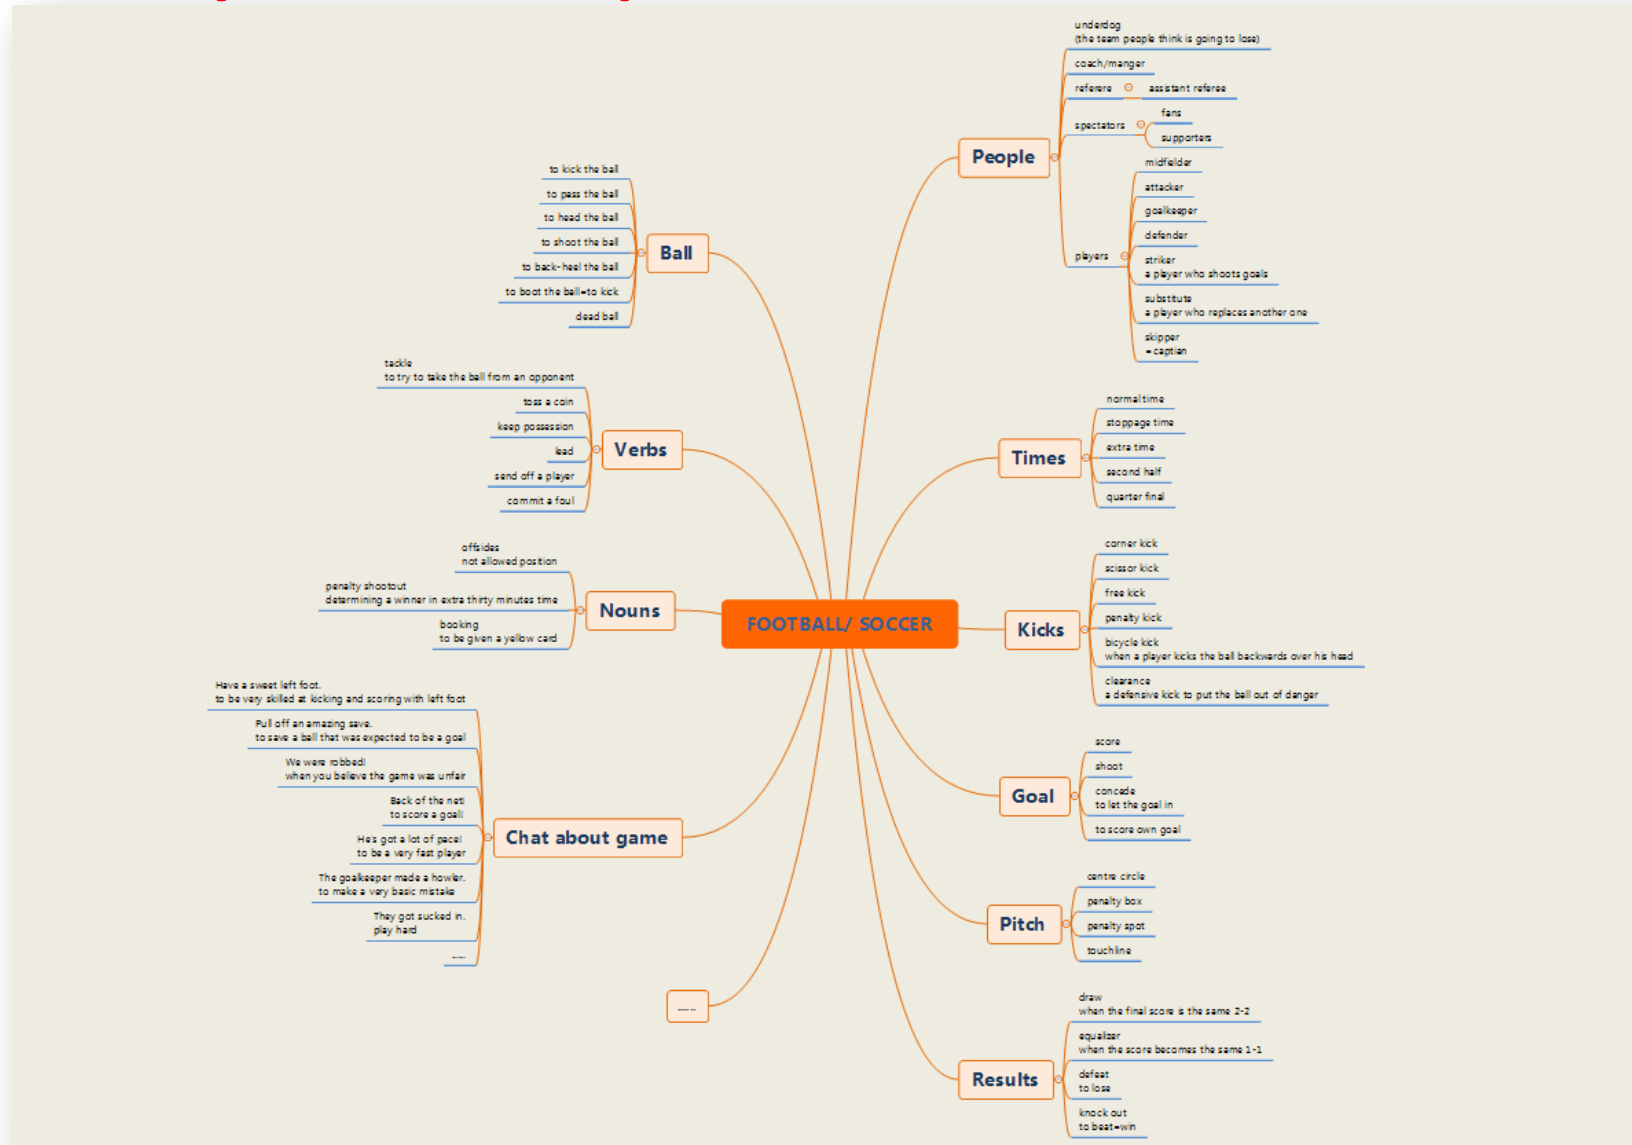 FOOTBALL/ SOCCER
People
underdog
(the team people think is going to lose)
coach/manger
referere
assistant referee
spectators
fans
supporters
players
midfielder
attacker
goalkeeper
defender
striker
a player who shoots goals
substitute
a player who replaces another one
skipper
=captian
Times
normal time
stoppage time
extra time
second half
quarter final
Kicks
corner kick
scissor kick
free kick
penalty kick
bicycle kick
when a player kicks the ball backwards over his head
clearance
a defensive kick to put the ball out of danger
Goal
score
shoot
concede
to let the goal in
to score own goal
Pitch
centre circle
penalty box
penalty spot
touchline
Results
draw
when the final score is the same 2-2
equalizer
when the score becomes the same 1-1
defeat
to lose
knock out
to beat=win
Ball
to kick the ball
to pass the ball
to head the ball
to shoot the ball
to back-heel the ball
to boot the ball=to kick
dead ball
Verbs
tackle
to try to take the ball from an opponent
toss a coin
keep possession
lead
send off a player
commit a foul
Nouns
offsides
not allowed position
penalty shootout
determining a winner in extra thirty minutes time
booking
to be given a yellow card
Chat about game
Have a sweet left foot.
to be very skilled at kicking and scoring with left foot
Pull off an amazing save.
to save a ball that was expected to be a goal
We were robbed!
when you believe the game was unfair
Back of the net!
to score a goal!
He's got a lot of pace!
to be a very fast player
The goalkeeper made a howler.
to make a very basic mistake
They got sucked in.
play hard
.....
......